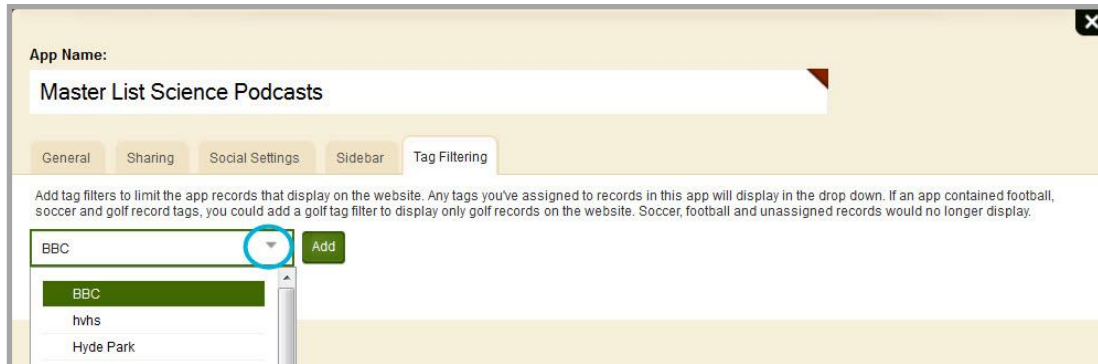 App Name:
Master List Science Podcasts
General Sharing Social Settings Sidebar Tag Filtering
Add tag filters to limit the app records that display on the website. Any tags you've assigned to records in this app will display in the drop down. If an app contained football,
soccer and golf record tags, you could add a golf tag filter to display only golf records on the website. Soccer, football and unassigned records would no longer display.
BBC Add
BBC
hvhs
Hyde Park